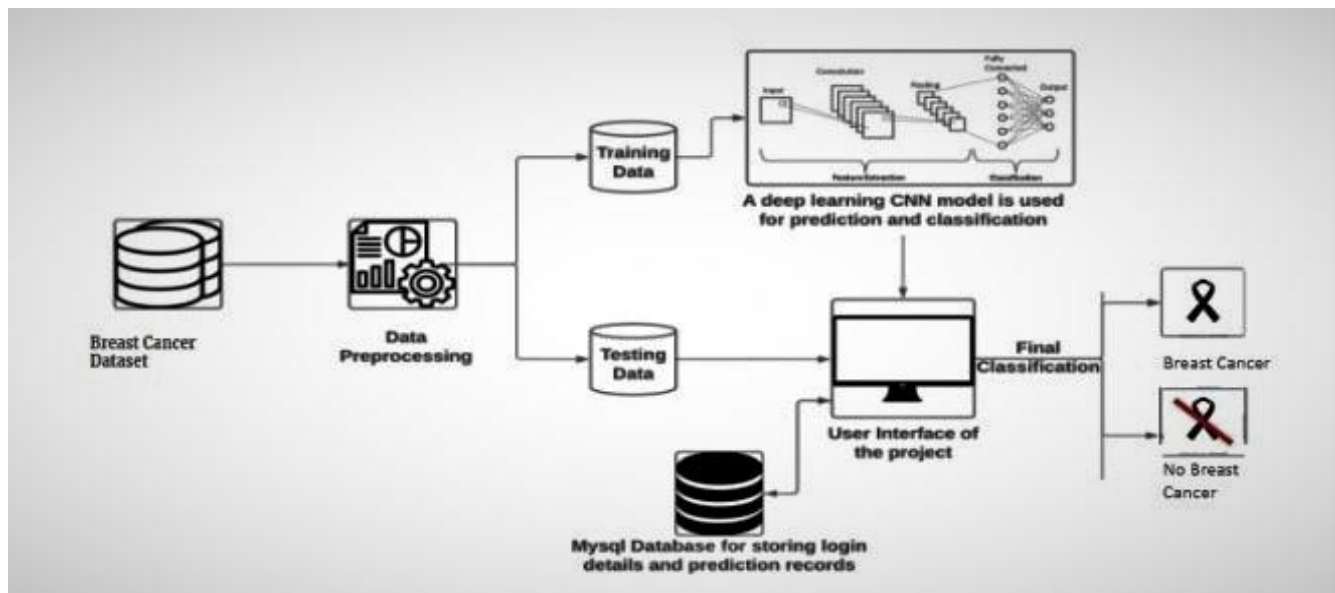 Breast Cancer
Dataset
Data
Preprocessing
Training
Data
Testing
Data
Input
Convolution
Pooling
Fully
Connected
Output
Feature Extraction
Classification
A deep learning CNN model is used
for prediction and classification
User Interface of
the project
Mysql Database for storing login
details and prediction records
Final
Classification
Breast Cancer
No Breast
Cancer